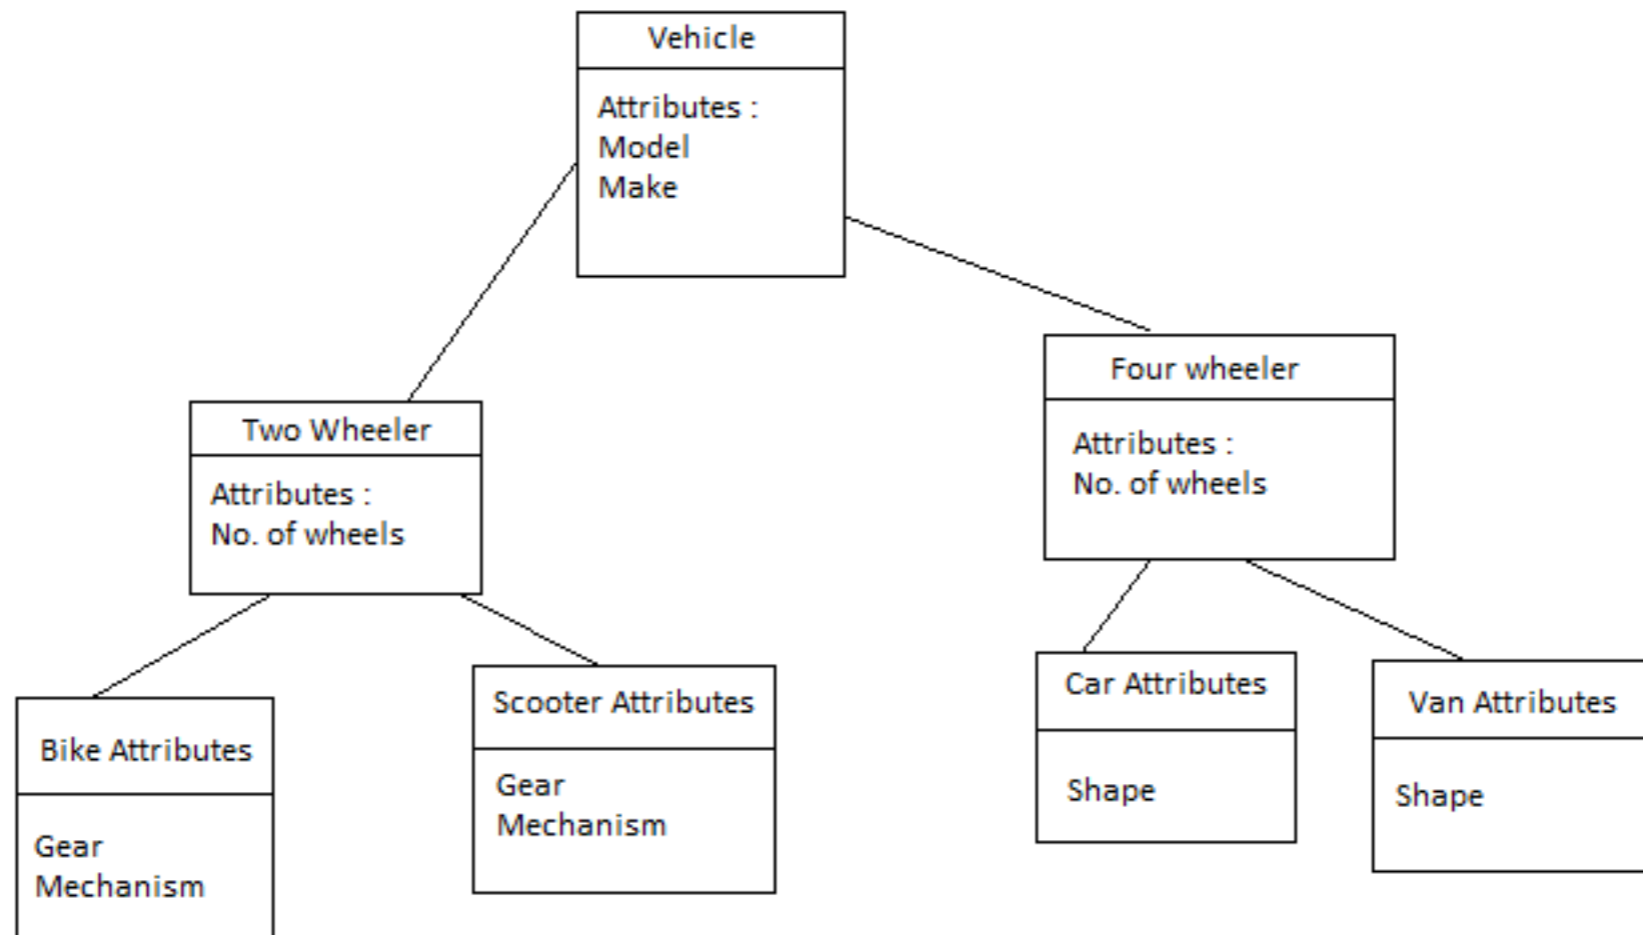 Vehicle
Attributes :
Model
Make
Two Wheeler
Attributes :
No. of wheels
Four wheeler
Attributes :
No. of wheels
Bike Attributes
Gear
Mechanism
Scooter Attributes
Gear
Mechanism
Car Attributes
Shape
Van Attributes
Shape